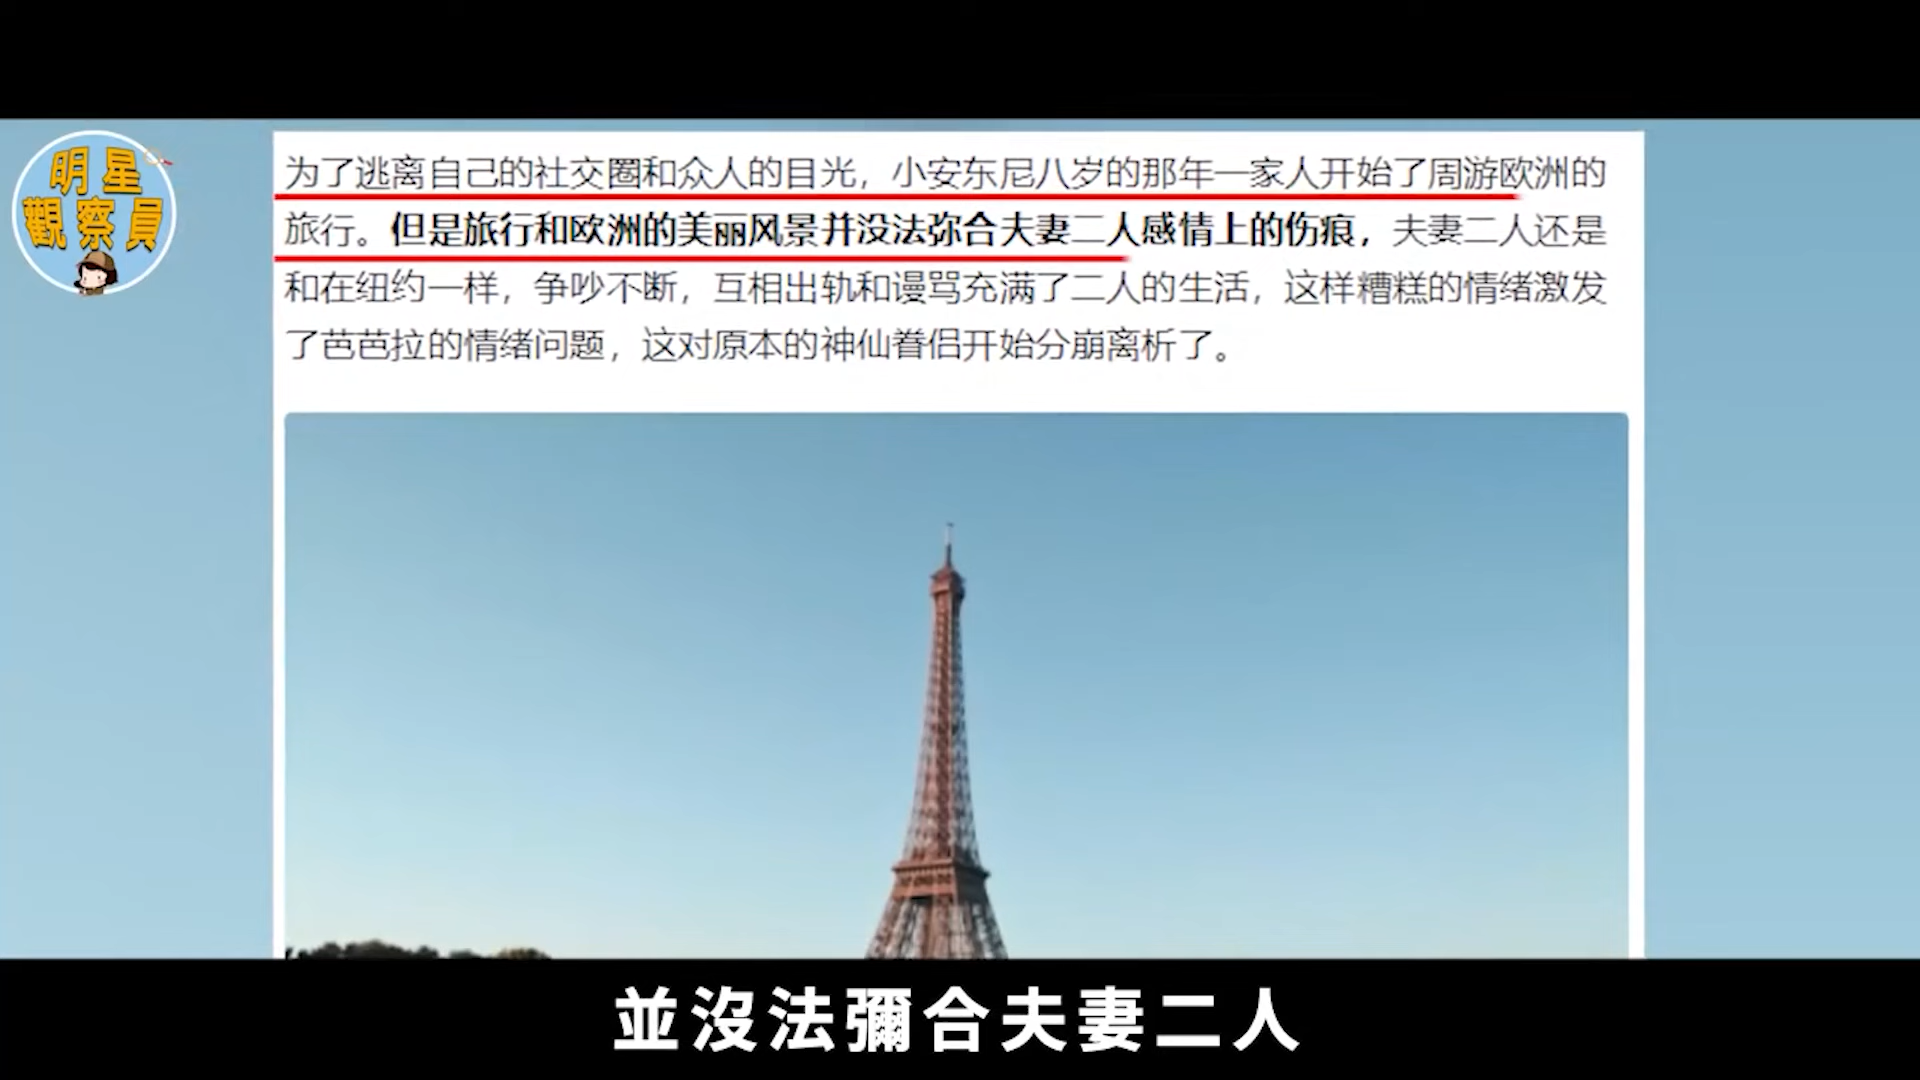 明星
觀察員
为了逃离自己的社交圈和众人的目光，小安东尼八岁的那年一家人开始了周游欧洲的
旅行。但是旅行和欧洲的美丽风景并没法弥合夫妻二人感情上的伤痕，夫妻二人还是
和在纽约一样，争吵不断，互相出轨和谩骂充满了二人的生活，这样糟糕的情绪激发
了芭芭拉的情绪问题，这对原本的神仙眷侣开始分崩离析了。
並沒法彌合夫妻二人